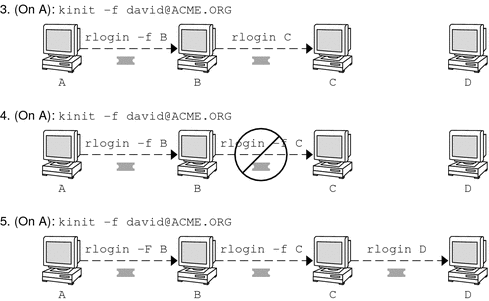 3. (On A): kinit -f david@ACME.ORG
rlogin -f B rlogin C
A B C D
4. (On A): kinit -f david@ACME.ORG
rlogin -f B rlogin -f C
A B C D
5. (On A): kinit -f david@ACME.ORG
rlogin -F B rlogin -f C rlogin D
A B C D